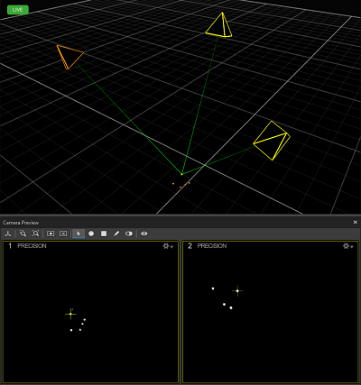 LIVE
Camera Preview
1 PRECISION
2 PRECISION